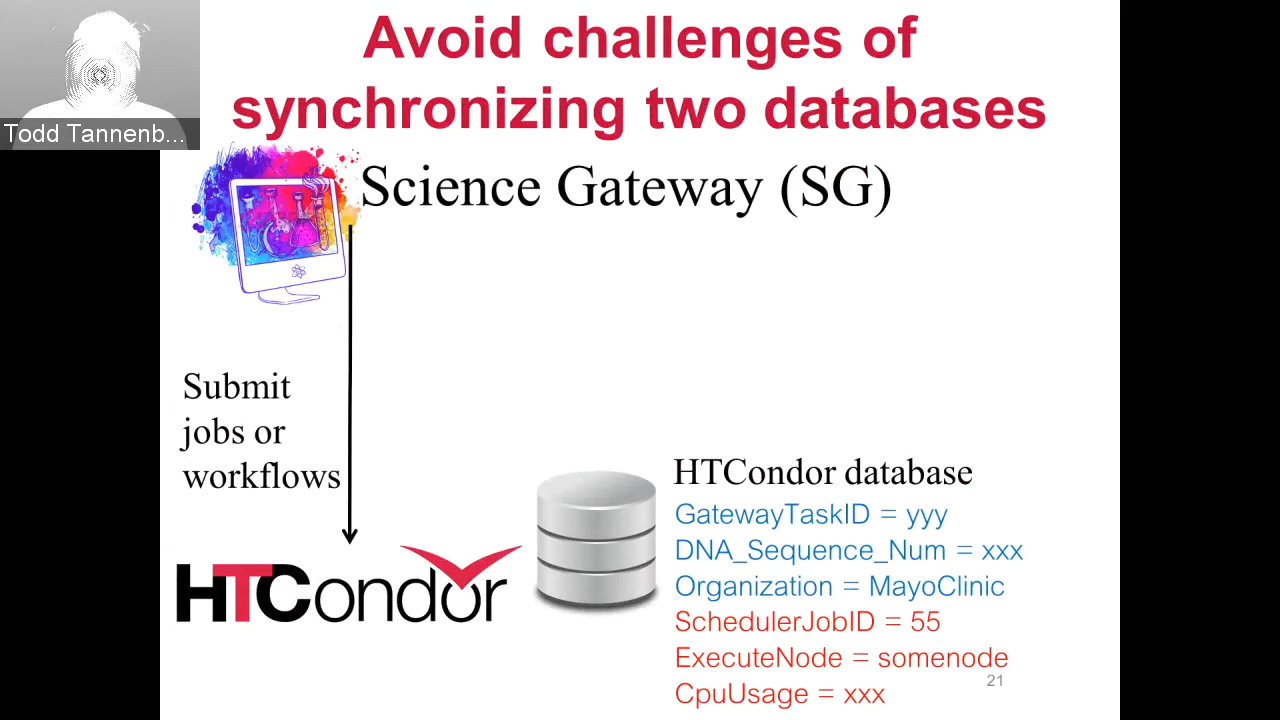 Avoid challenges of
synchronizing two databases
Todd Tannenb...
Science Gateway (SG)
Submit
jobs or
workflows
HTCondor
HTCondor database
GatewayTaskID = yyy
DNA_Sequence_Num = xxx
Organization = MayoClinic
SchedulerJobID = 55
ExecuteNode = somenode
CpuUsage = xxx
21